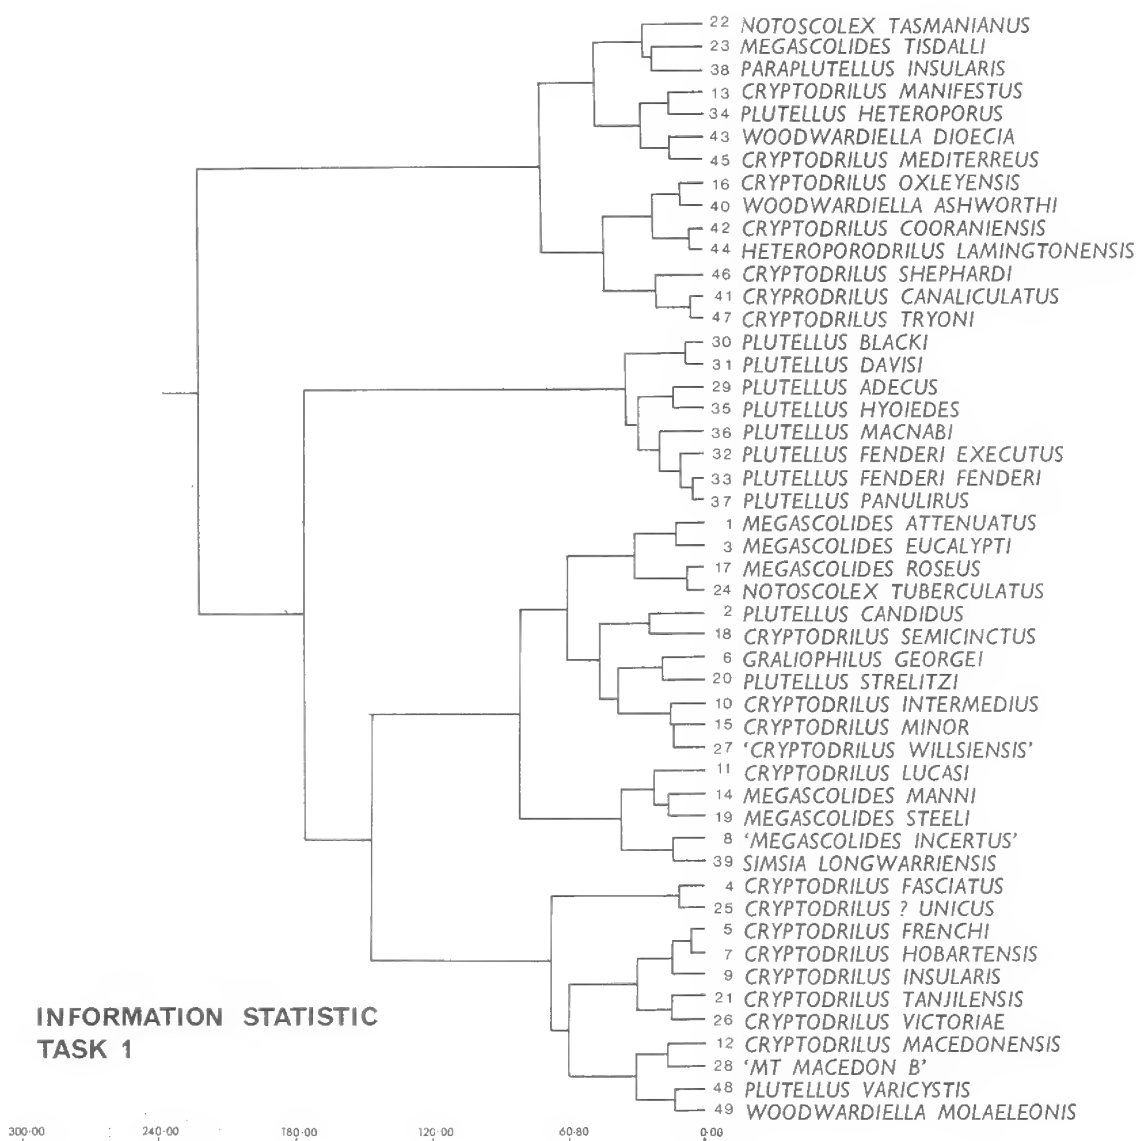 22 NOTOSCOLEX TASMANIANUS
23 MEGASCOLIDES TISDALLI
38 PARAPLUTELLUS INSULARIS
13 CRYPTODRILUS MANIFESTUS
34 PLUTELLUS HETEROPORUS
43 WOODWARDIELLA DIOECIA
45 CRYPTODRILUS MEDITERREUS
16 CRYPTODRILUS OXLEYENSIS
40 WOODWARDIELLA ASHWORTHI
42 CRYPTODRILUS COORANIENSIS
44 HETEROPORODRILUS LAMINGTONENSIS
46 CRYPTODRILUS SHEPHARDI
41 CRYPRODRILUS CANALICULATUS
47 CRYPTODRILUS TRYONI
30 PLUTELLUS BLACKI
31 PLUTELLUS DAVISI
29 PLUTELLUS ADECUS
35 PLUTELLUS HYOIEDES
36 PLUTELLUS MACNABI
32 PLUTELLUS FENDERI EXECUTUS
33 PLUTELLUS FENDERI FENDERI
37 PLUTELLUS PANULIRUS
1 MEGASCOLIDES ATTENUATUS
3 MEGASCOLIDES EUCALYPTI
17 MEGASCOLIDES ROSEUS
24 NOTOSCOLEX TUBERCULATUS
2 PLUTELLUS CANDIDUS
18 CRYPTODRILUS SEMICINCTUS
6 GRALIOPHILUS GEORGEI
20 PLUTELLUS STRELITZI
10 CRYPTODRILUS INTERMEDIUS
15 CRYPTODRILUS MINOR
27 'CRYPTODRILUS WILLSIENSIS'
11 CRYPTODRILUS LUCASI
14 MEGASCOLIDES MANNI
19 MEGASCOLIDES STEELI
8 'MEGASCOLIDES INCERTUS'
39 SIMSIA LONGWARRIENSIS
4 CRYPTODRILUS FASCIATUS
25 CRYPTODRILUS ? UNICUS
5 CRYPTODRILUS FRENCHI
7 CRYPTODRILUS HOBARTENSIS
9 CRYPTODRILUS INSULARIS
21 CRYPTODRILUS TANJILENSIS
26 CRYPTODRILUS VICTORIAE
12 CRYPTODRILUS MACEDONENSIS
28 'MT MACEDON B'
48 PLUTELLUS VARICYSTIS
49 WOODWARDIELLA MOLAELEONIS
INFORMATION STATISTIC
TASK 1
300·00 240·00 180·00 120·00 60·80 0·00